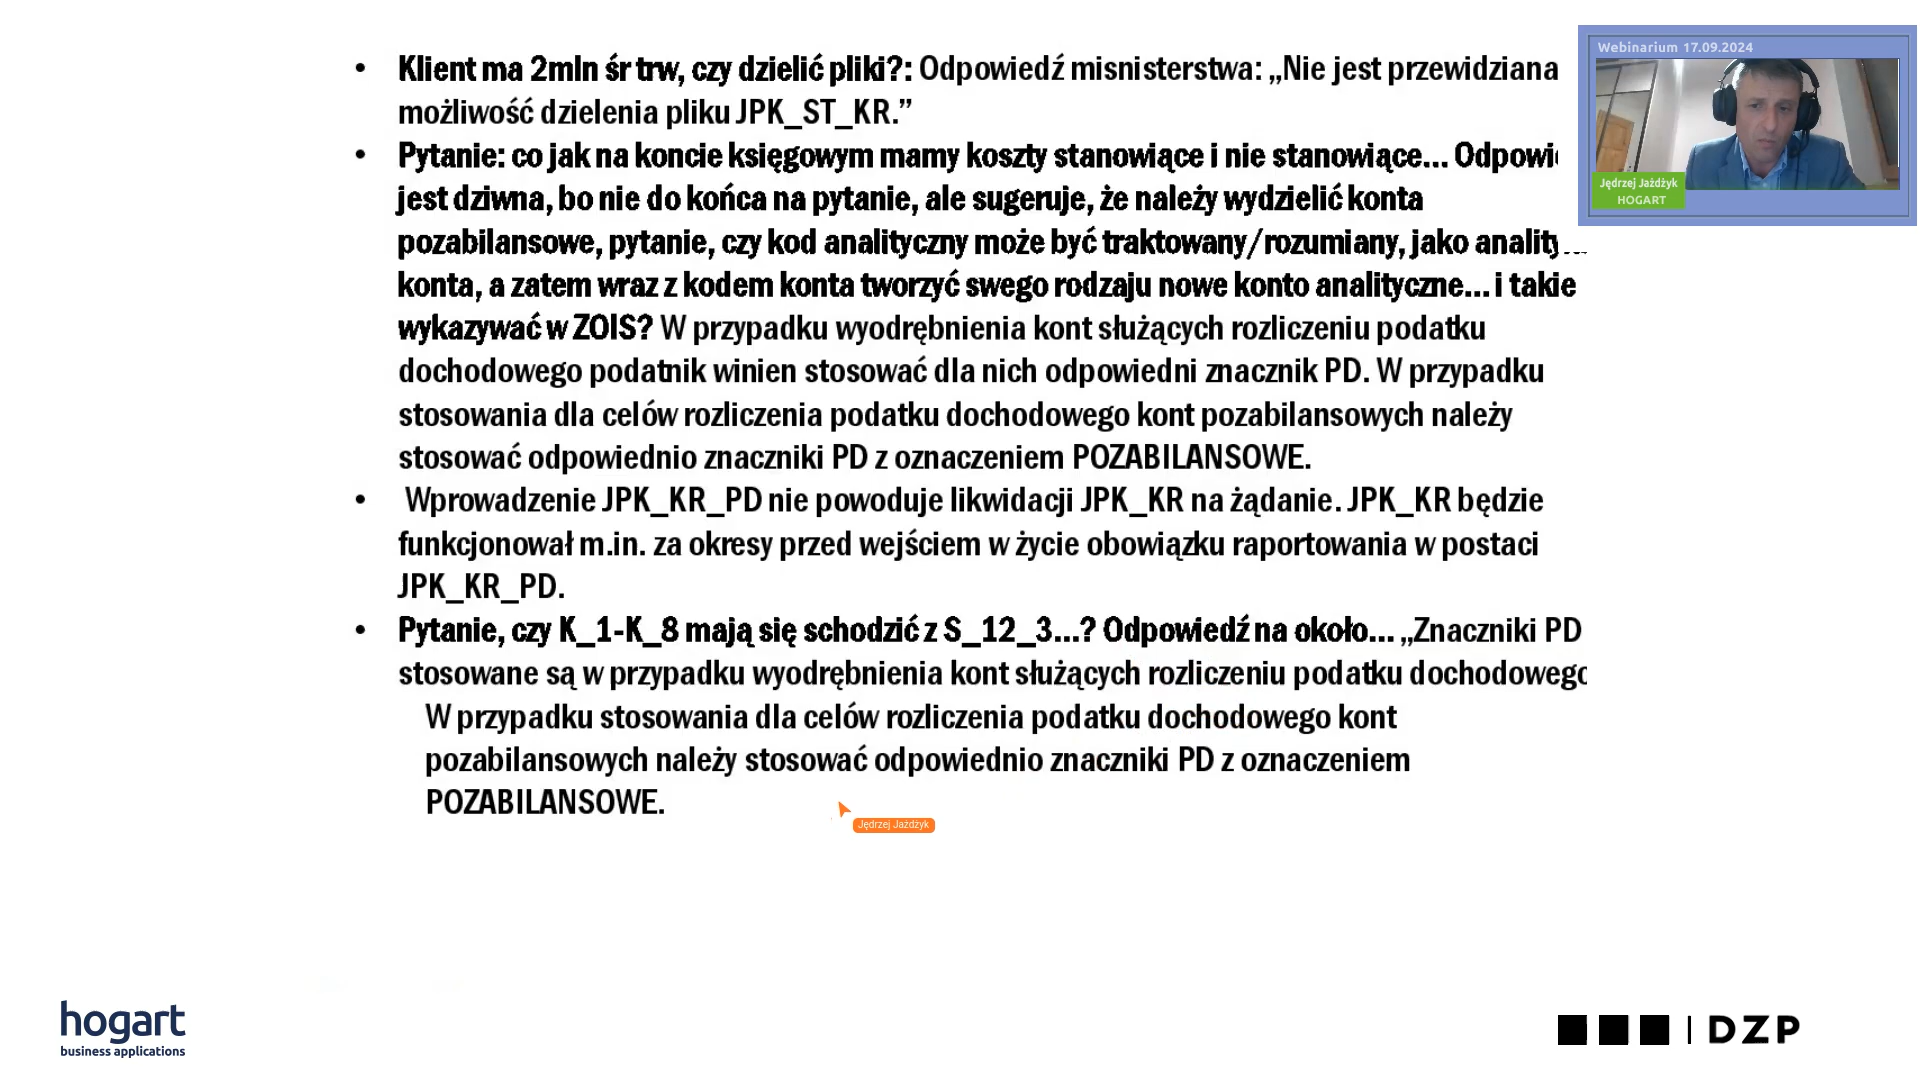 • Klient ma 2mln śr trw, czy dzielić pliki?: Odpowiedź misnisterstwa: „Nie jest przewidziana
możliwość dzielenia pliku JPK_ST_KR.”
• Pytanie: co jak na koncie księgowym mamy koszty stanowiące i nie stanowiące... 
jest dziwna, bo nie do końca na pytanie, ale sugeruje, że należy wydzielić konta
pozabilansowe, pytanie, czy kod analityczny może być traktowany/rozumiany, jako
konta, a zatem wraz z kodem konta tworzyć swego rodzaju nowe konto analityczne... i takie
wykazywać w ZOIS? W przypadku wyodrębnienia kont służących rozliczeniu podatku
dochodowego podatnik winien stosować dla nich odpowiedni znacznik PD. W przypadku
stosowania dla celów rozliczenia podatku dochodowego kont pozabilansowych należy
stosować odpowiednio znaczniki PD z oznaczeniem POZABILANSOWE.
• Wprowadzenie JPK_KR_PD nie powoduje likwidacji JPK_KR na żądanie. JPK_KR będzie
funkcjonował m.in. za okresy przed wejściem w życie obowiązku raportowania w postaci
JPK_KR_PD.
• Pytanie, czy K_1-K_8 mają się schodzić z S_12_3...? Odpowiedź na około... „Znaczniki PD
stosowane są w przypadku wyodrębnienia kont służących rozliczeniu podatku dochodowego
W przypadku stosowania dla celów rozliczenia podatku dochodowego kont
pozabilansowych należy stosować odpowiednio znaczniki PD z oznaczeniem
POZABILANSOWE.
Jędrzej Jażdżyk
Webinarium 17.09.2024
Jędrzej Jażdżyk
HOGART
hogart
business applications
DZP